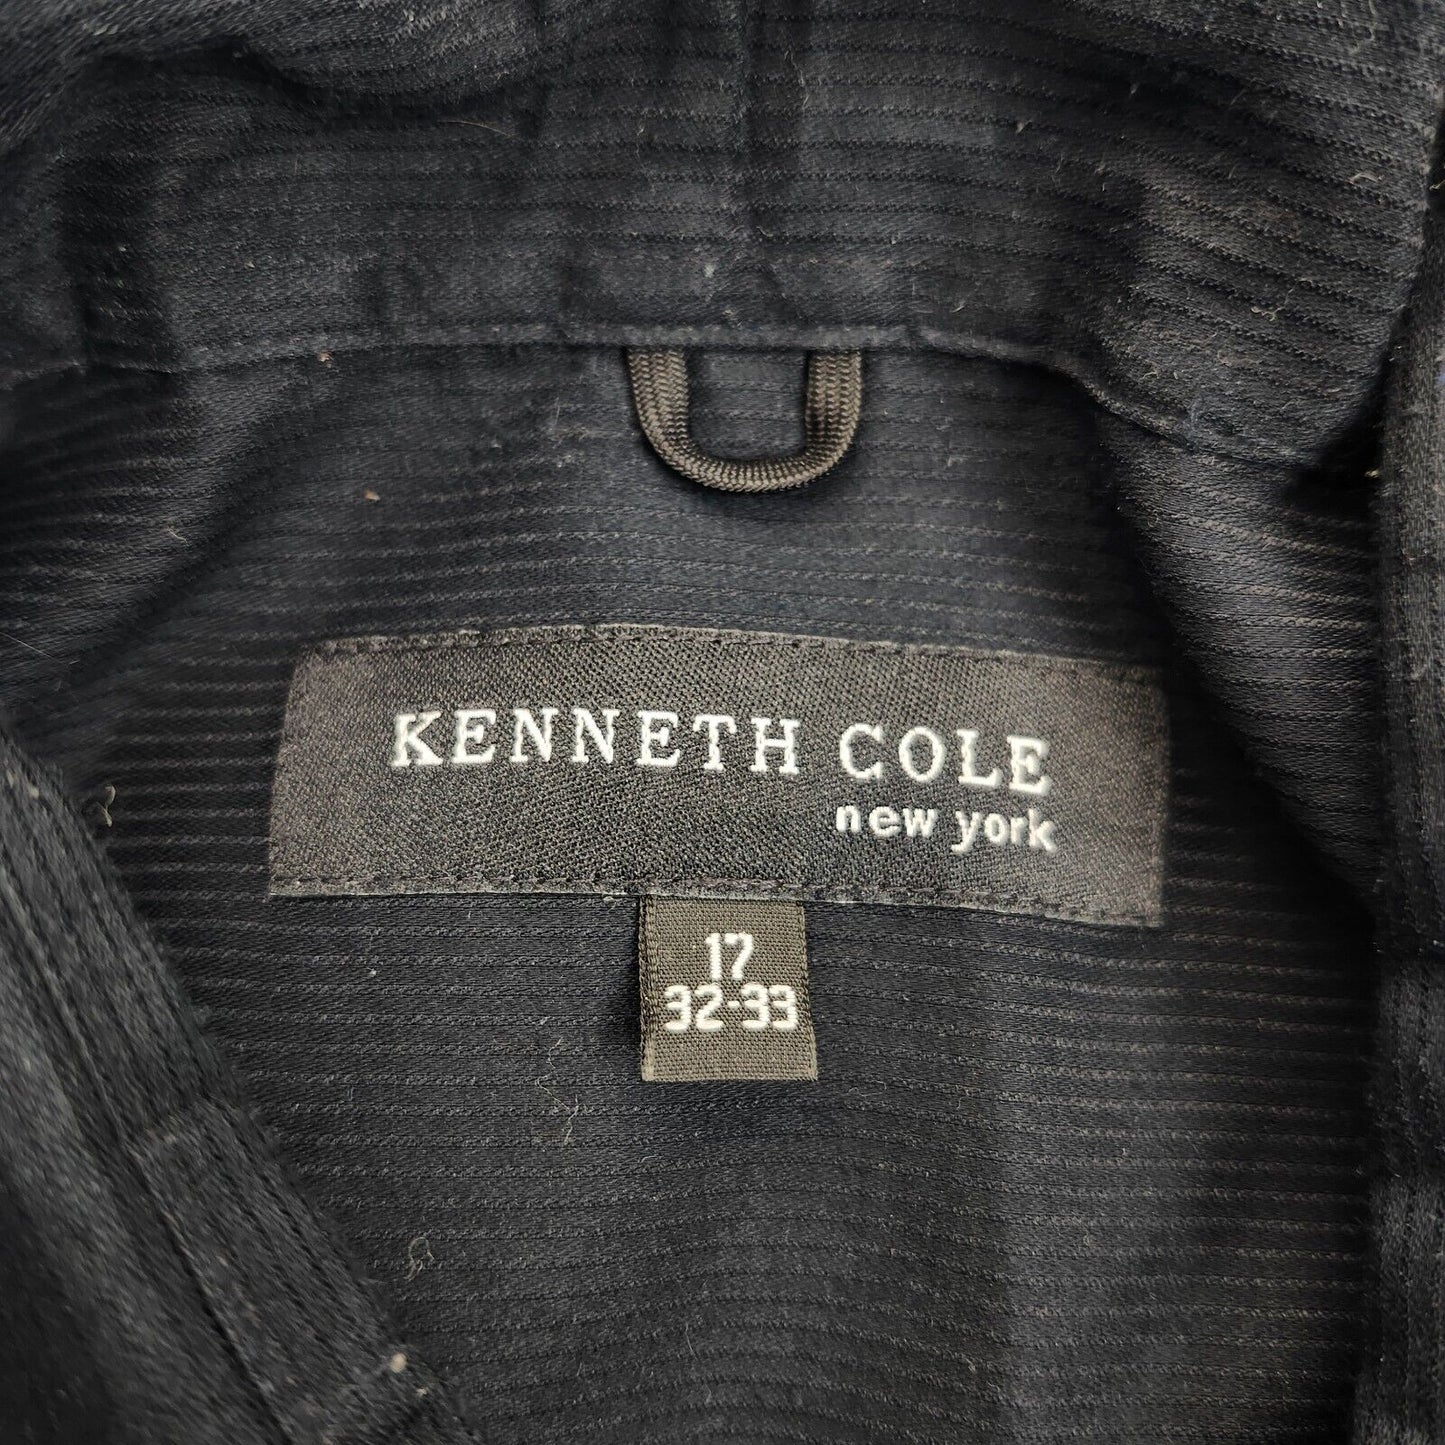 KENNETH COLE
new york
17
32-33